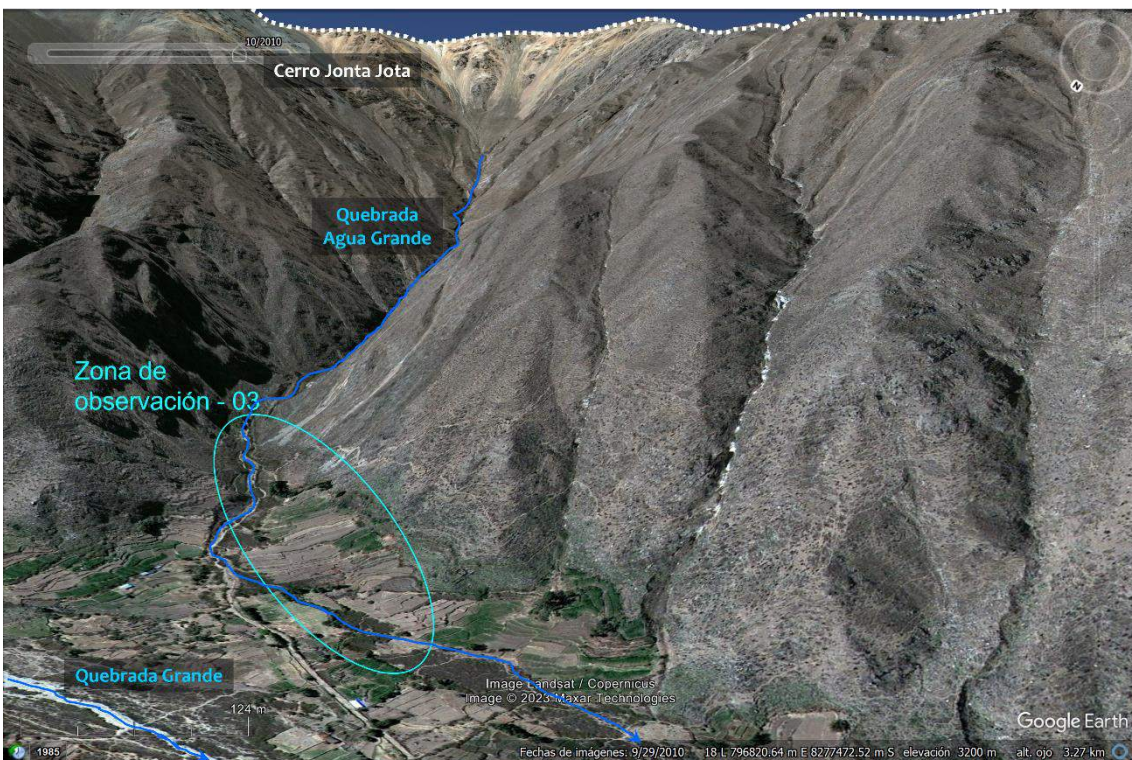 10/2010
Cerro Jonta Jota
N
Quebrada
Agua Grande
Zona de
observación - 03
Quebrada Grande
124 m
Image Landsat / Copernicus
Image © 2023 Maxar Technologies
Google Earth
1985
Fechas de imágenes: 9/29/2010 18 L 796820.64 m E 8277472.52 m S elevación 3200 m alt. ojo 3.27 km